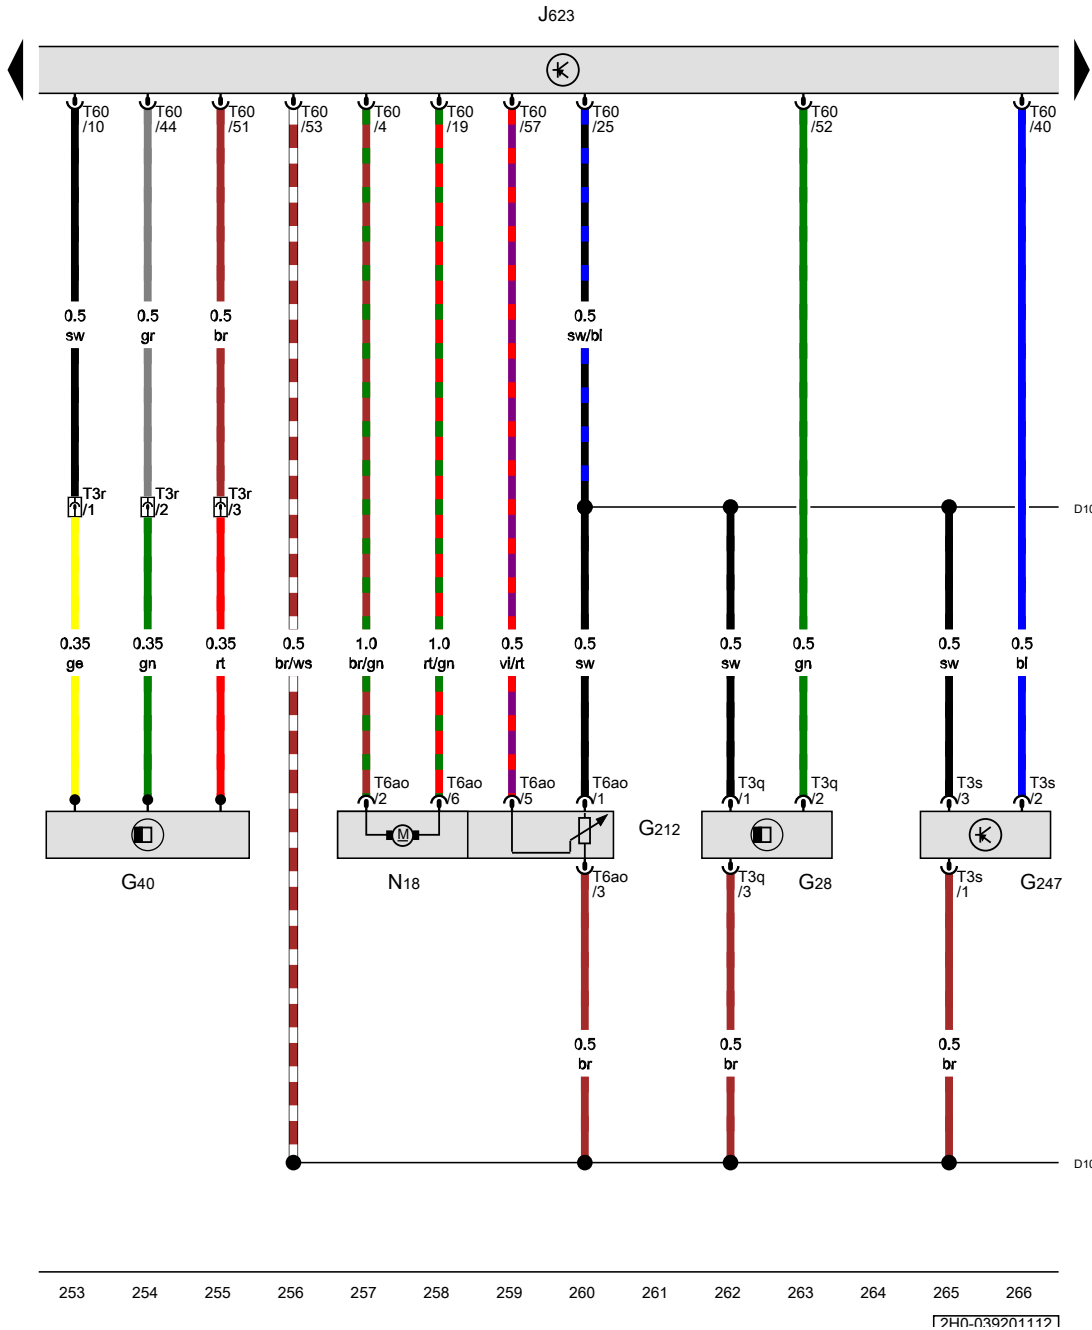 J623
T60 T60 T60 T60 T60 T60 T60 T60 T60 T60
/10 /44 /51 /53 /4 /19 /57 /25 /52 /40
0.5 0.5 0.5 0.5
sw gr br sw/bl
T3r T3r T3r
/1 /2 /3
D10
0.35 0.35 0.35 0.5 1.0 1.0 0.5 0.5 0.5 0.5 0.5 0.5
ge gn rt br/ws br/gn rt/gn vi/rt sw sw gn sw bl
T6ao T6ao T6ao T6ao T3q T3q T3s T3s
/2 /6 /5 /1 /1 /2 /3 /2
G212
G40 N18 G28 G247
T6ao T3q T3s
/3 /3 /1
0.5 0.5 0.5
br br br
D10
253 254 255 256 257 258 259 260 261 262 263 264 265 266
2H0-039201112